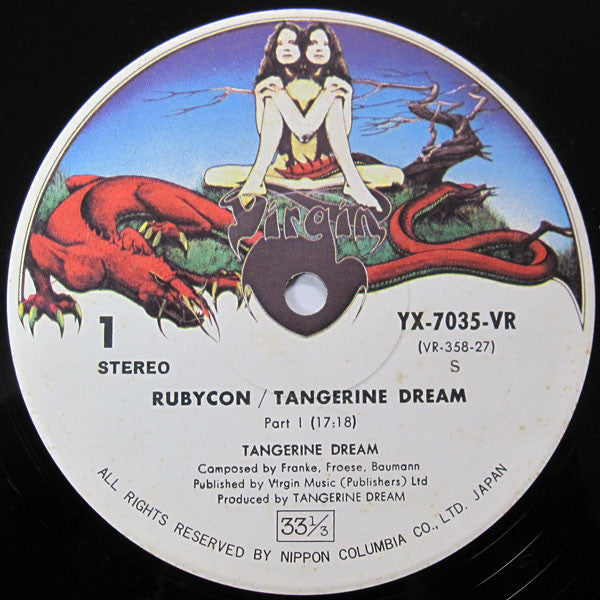 Virgin
1
STEREO
YX-7035-VR
(VR-358-27)
S
RUBYCON / TANGERINE DREAM
Part I (17:18)
TANGERINE DREAM
Composed by Franke, Froese, Baumann
Published by Virgin Music (Publishers) Ltd
Produced by TANGERINE DREAM
33⅓
ALL RIGHTS RESERVED BY NIPPON COLUMBIA CO., LTD. JAPAN